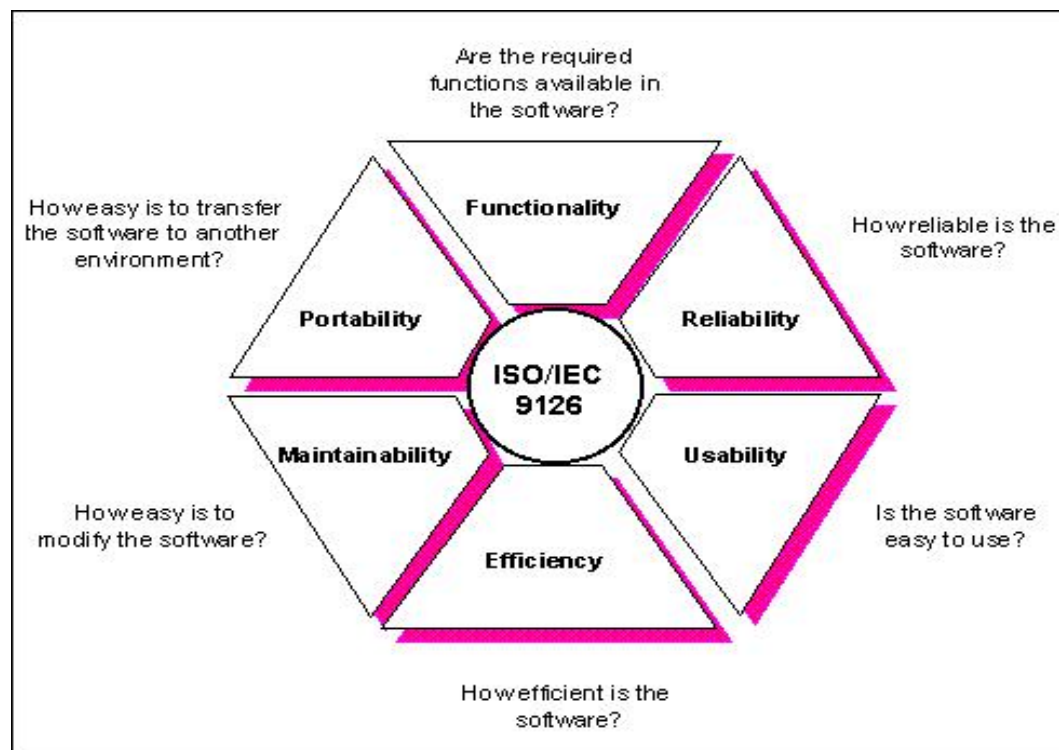 Are the required
functions available in
the software?
Functionality
How reliable is the
software?
Reliability
Is the software
easy to use?
Usability
How efficient is the
software?
Efficiency
How easy is to
modify the software?
Maintainability
How easy is to transfer
the software to another
environment?
Portability
ISO/IEC
9126